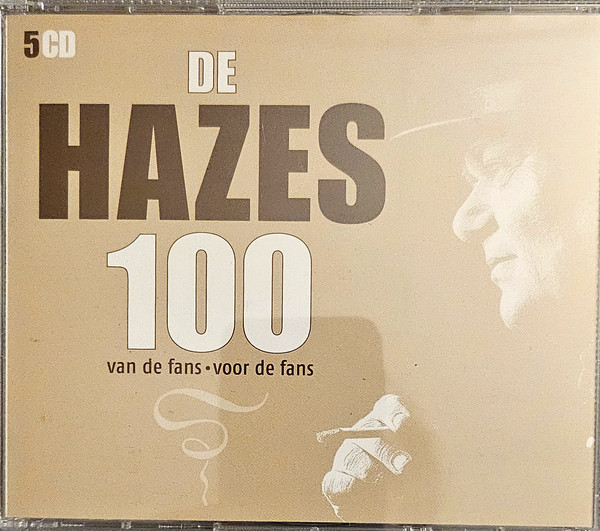 5CD
DE
HAZES
100
van de fans • voor de fans